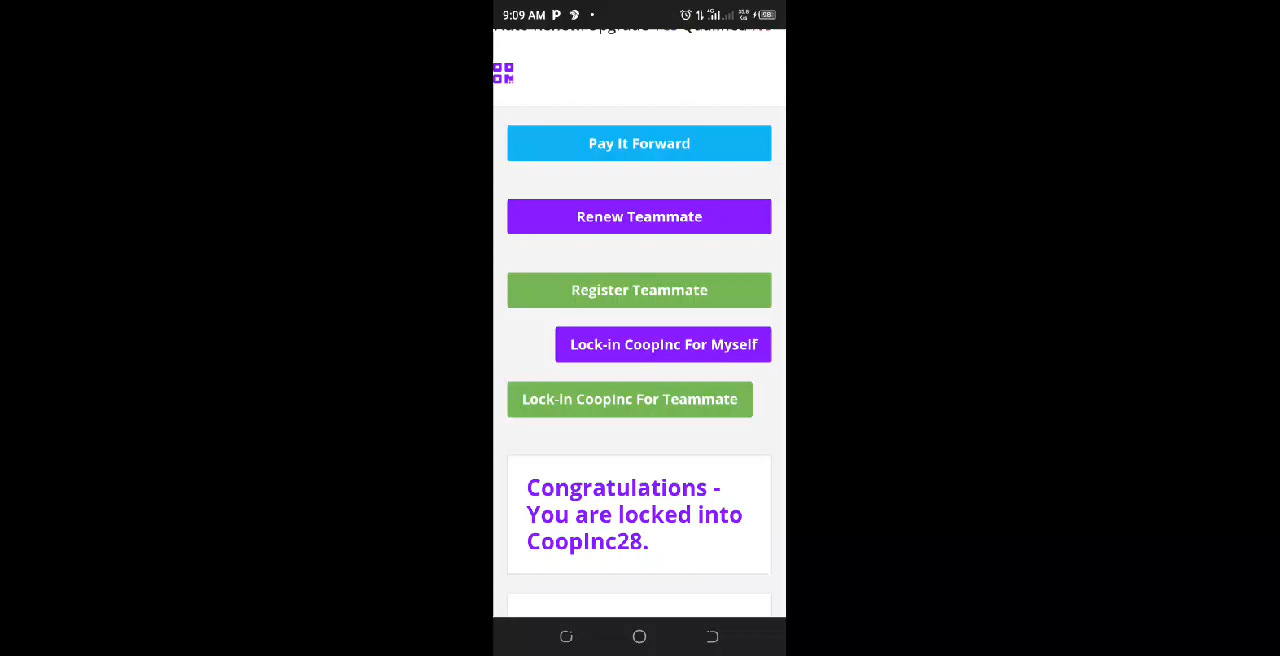 9:09 AM
Pay It Forward
Renew Teammate
Register Teammate
Lock-in CoopInc For Myself
Lock-in CoopInc For Teammate
Congratulations -
You are locked into
CoopInc28.